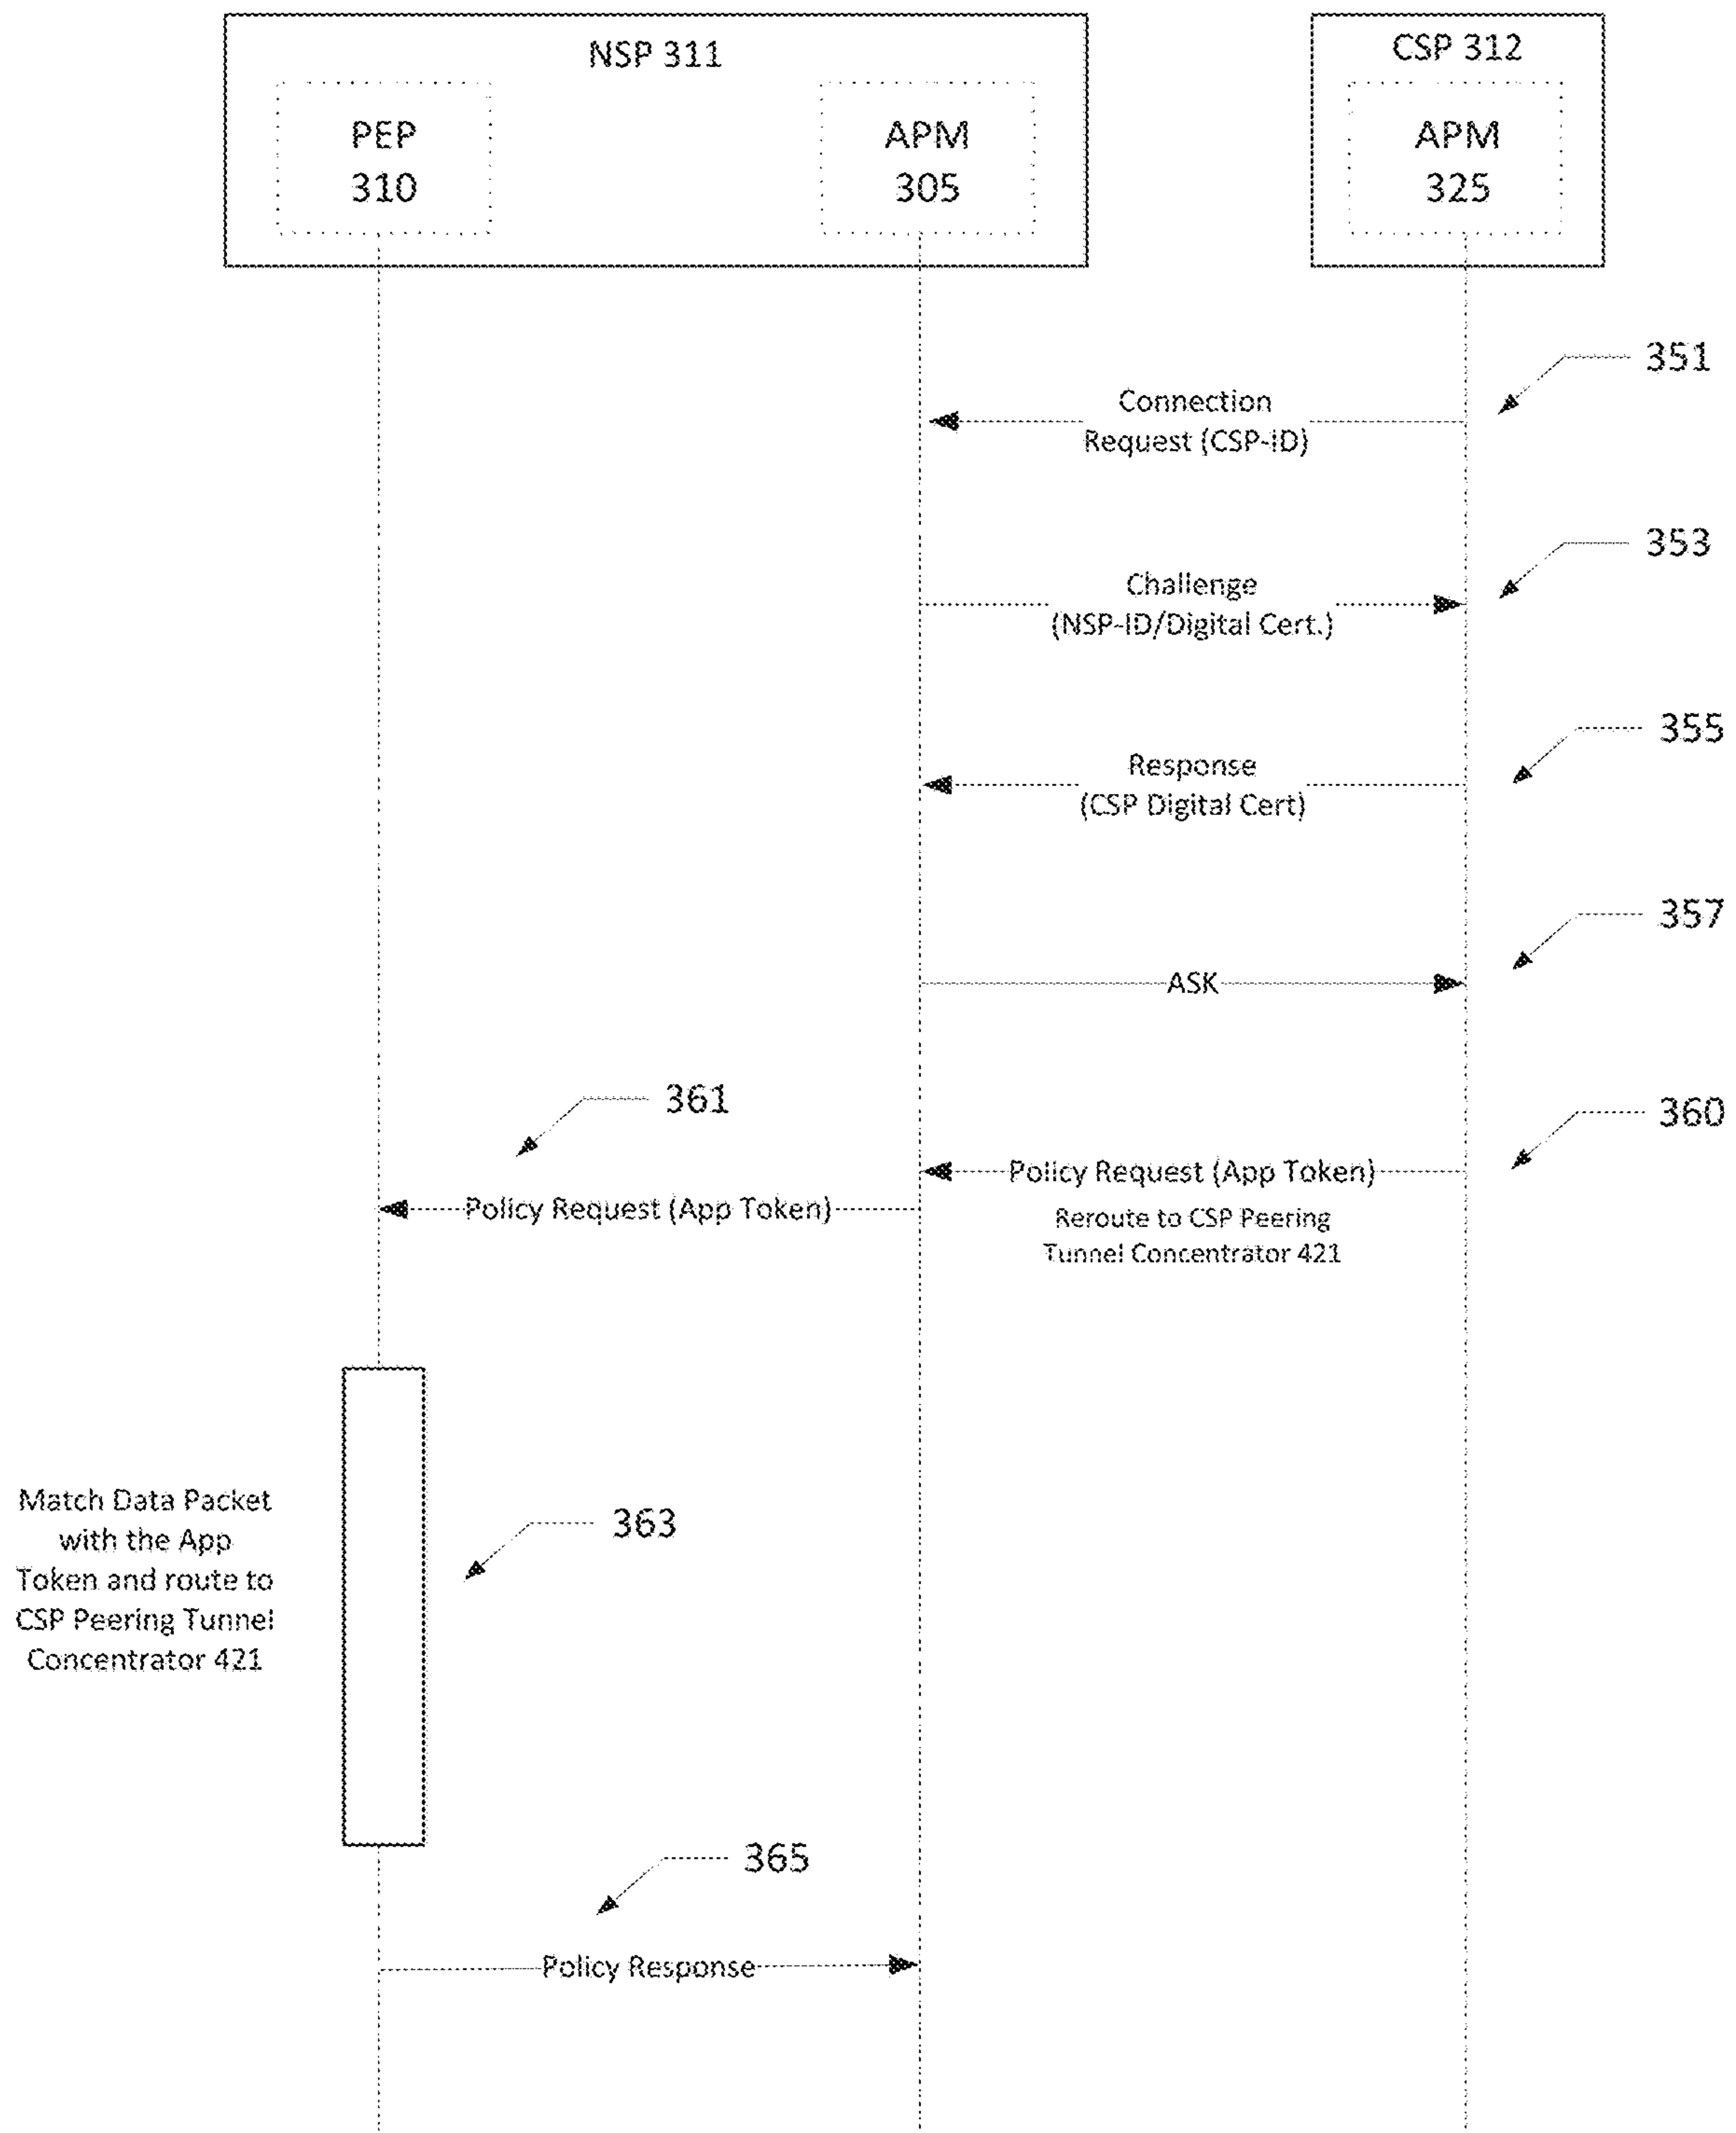 NSP 311
CSP 312
PEP
310
APM
305
APM
325
351
Connection
Request (CSP-ID)
353
Challenge
(NSP-ID/Digital Cert.)
355
Response
(CSP Digital Cert)
357
ASK
361
360
Policy Request (App Token)
Policy Request (App Token)
Reroute to CSP Peering
Tunnel Concentrator 421
Match Data Packet
with the App
Token and route to
CSP Peering Tunnel
Concentrator 421
363
365
Policy Response